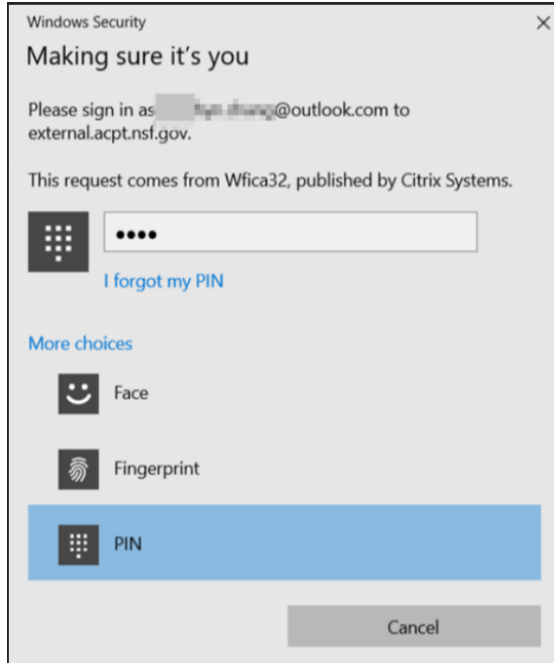 Windows Security
Making sure it's you
Please sign in as @outlook.com to
external.acpt.nsf.gov.
This request comes from Wfica32, published by Citrix Systems.
I forgot my PIN
More choices
Face
Fingerprint
PIN
Cancel